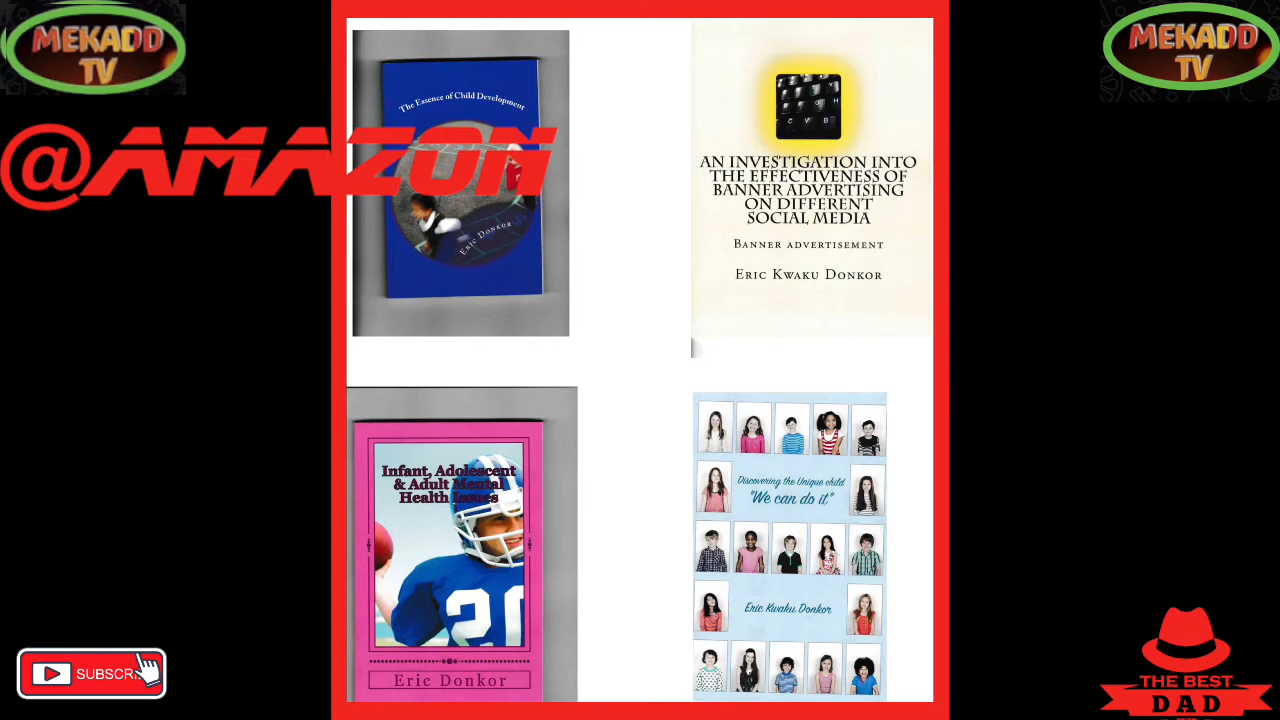 MEKADD
TV
MEKADD
TV
@AMAZON
The Essence of Child Development
Eric Donkor
Y
B G H
C V B
AN INVESTIGATION INTO
THE EFFECTIVENESS OF
BANNER ADVERTISING
ON DIFFERENT
SOCIAL MEDIA
Banner advertisement
Eric Kwaku Donkor
Infant, Adolescent
& Adult Mental
Health Issues
20
Eric Donkor
Discovering the Unique child
"We can do it"
Eric Kwaku Donkor
SUBSCRI
THE BEST
DAD